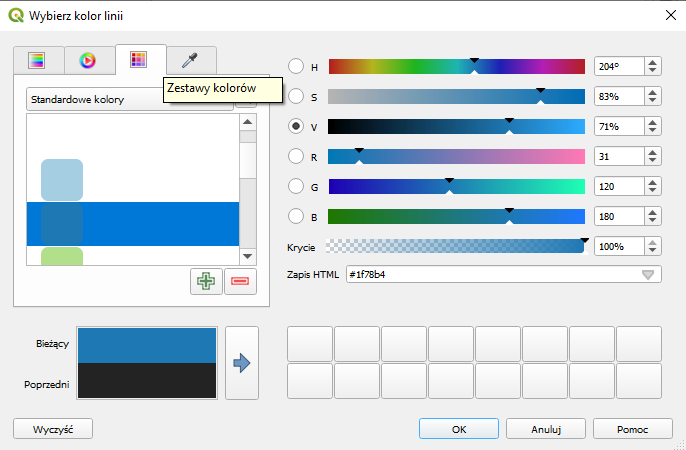 Wybierz kolor linii
Zestawy kolorów
Standardowe kolory
H 204°
S 83%
V 71%
R 31
G 120
B 180
Krycie 100%
Zapis HTML #1f78b4
Bieżący
Poprzedni
Wyczyść OK Anuluj Pomoc